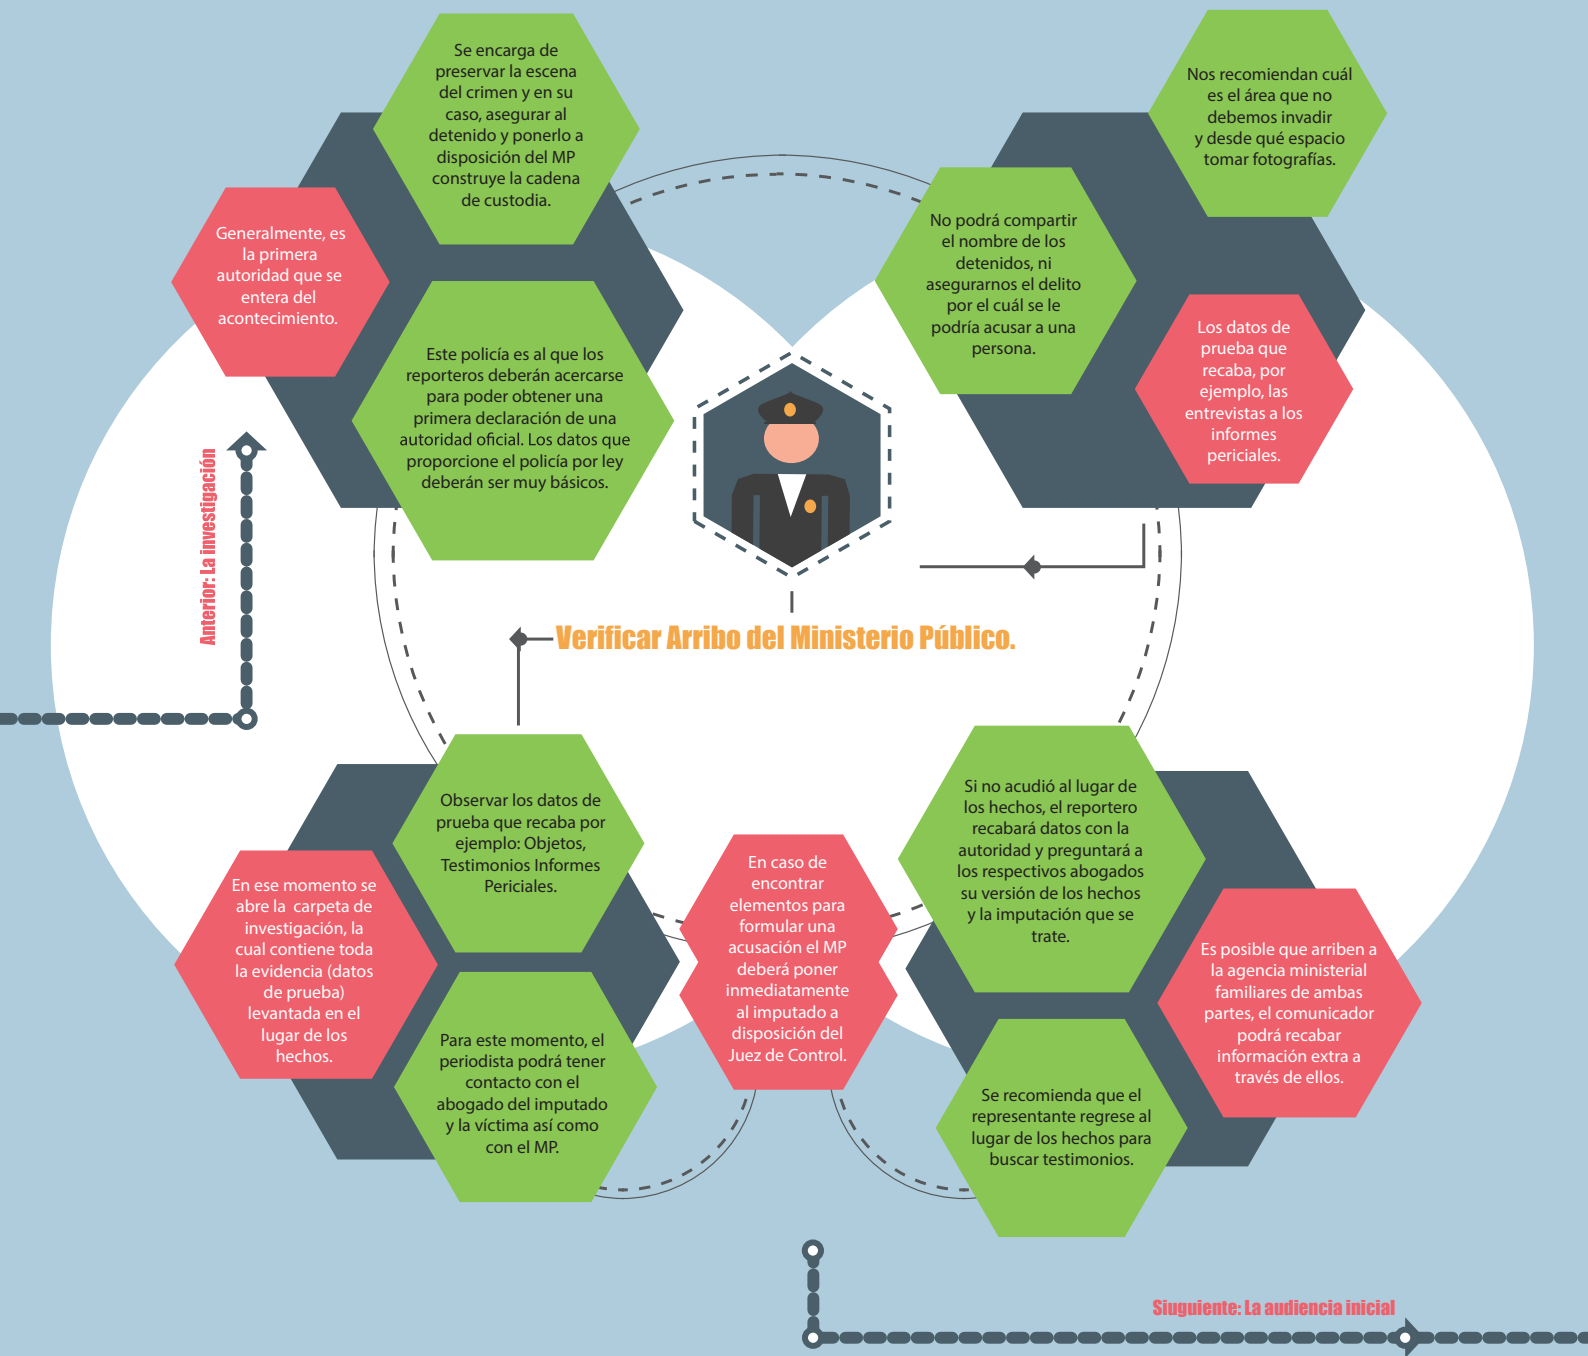 Se encarga de
preservar la escena
del crimen y en su
caso, asegurar al
detenido y ponerlo a
disposición del MP
construye la cadena
de custodia.
Generalmente, es
la primera
autoridad que se
entera del
acontecimiento.
Este policía es al que los
reporteros deberán acercarse
para poder obtener una
primera declaración de una
autoridad oficial. Los datos que
proporcione el policía por ley
deberán ser muy básicos.
Nos recomiendan cuál
es el área que no
debemos invadir
y desde qué espacio
tomar fotografías.
No podrá compartir
el nombre de los
detenidos, ni
asegurarnos el delito
por el cuál se le
podría acusar a una
persona.
Los datos de
prueba que
recaba, por
ejemplo, las
entrevistas a los
informes
periciales.
Anterior: La investigación
Verificar Arribo del Ministerio Público.
Observar los datos de
prueba que recaba por
ejemplo: Objetos,
Testimonios Informes
Periciales.
En ese momento se
abre la carpeta de
investigación, la
cual contiene toda
la evidencia (datos
de prueba)
levantada en el
lugar de los
hechos.
Para este momento, el
periodista podrá tener
contacto con el
abogado del imputado
y la víctima así como
con el MP.
En caso de
encontrar
elementos para
formular una
acusación el MP
deberá poner
inmediatamente
al imputado a
disposición del
Juez de Control.
Si no acudió al lugar de
los hechos, el reportero
recabará datos con la
autoridad y preguntará a
los respectivos abogados
su versión de los hechos
y la imputación que se
trate.
Es posible que arriben a
la agencia ministerial
familiares de ambas
partes, el comunicador
podrá recabar
información extra a
través de ellos.
Se recomienda que el
representante regrese al
lugar de los hechos para
buscar testimonios.
Siuguiente: La audiencia inicial